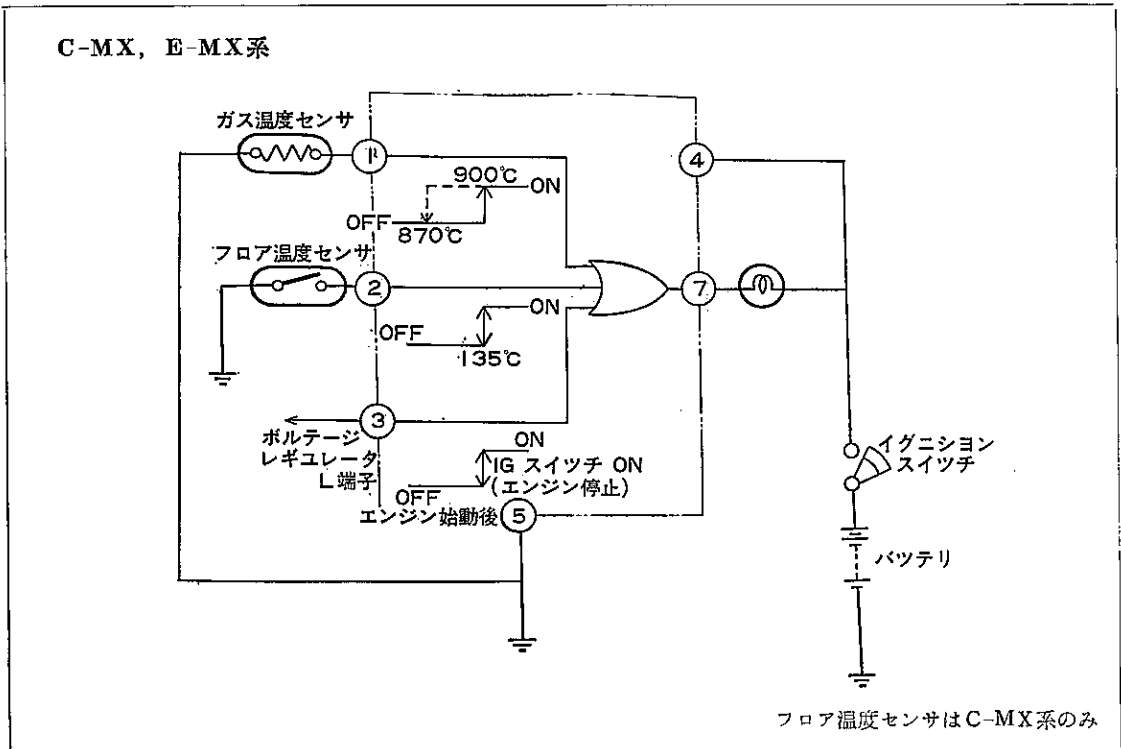 C-MX, E-MX系
ガス温度センサ
1
4
900℃
ON
OFF
870℃
フロア温度センサ
2
7
ON
OFF
135℃
3
ボルテージ
レギュレータ
L端子
ON
IG スイッチ ON
(エンジン停止)
OFF
エンジン始動後
5
イグニション
スイッチ
バッテリ
フロア温度センサはC-MX系のみ